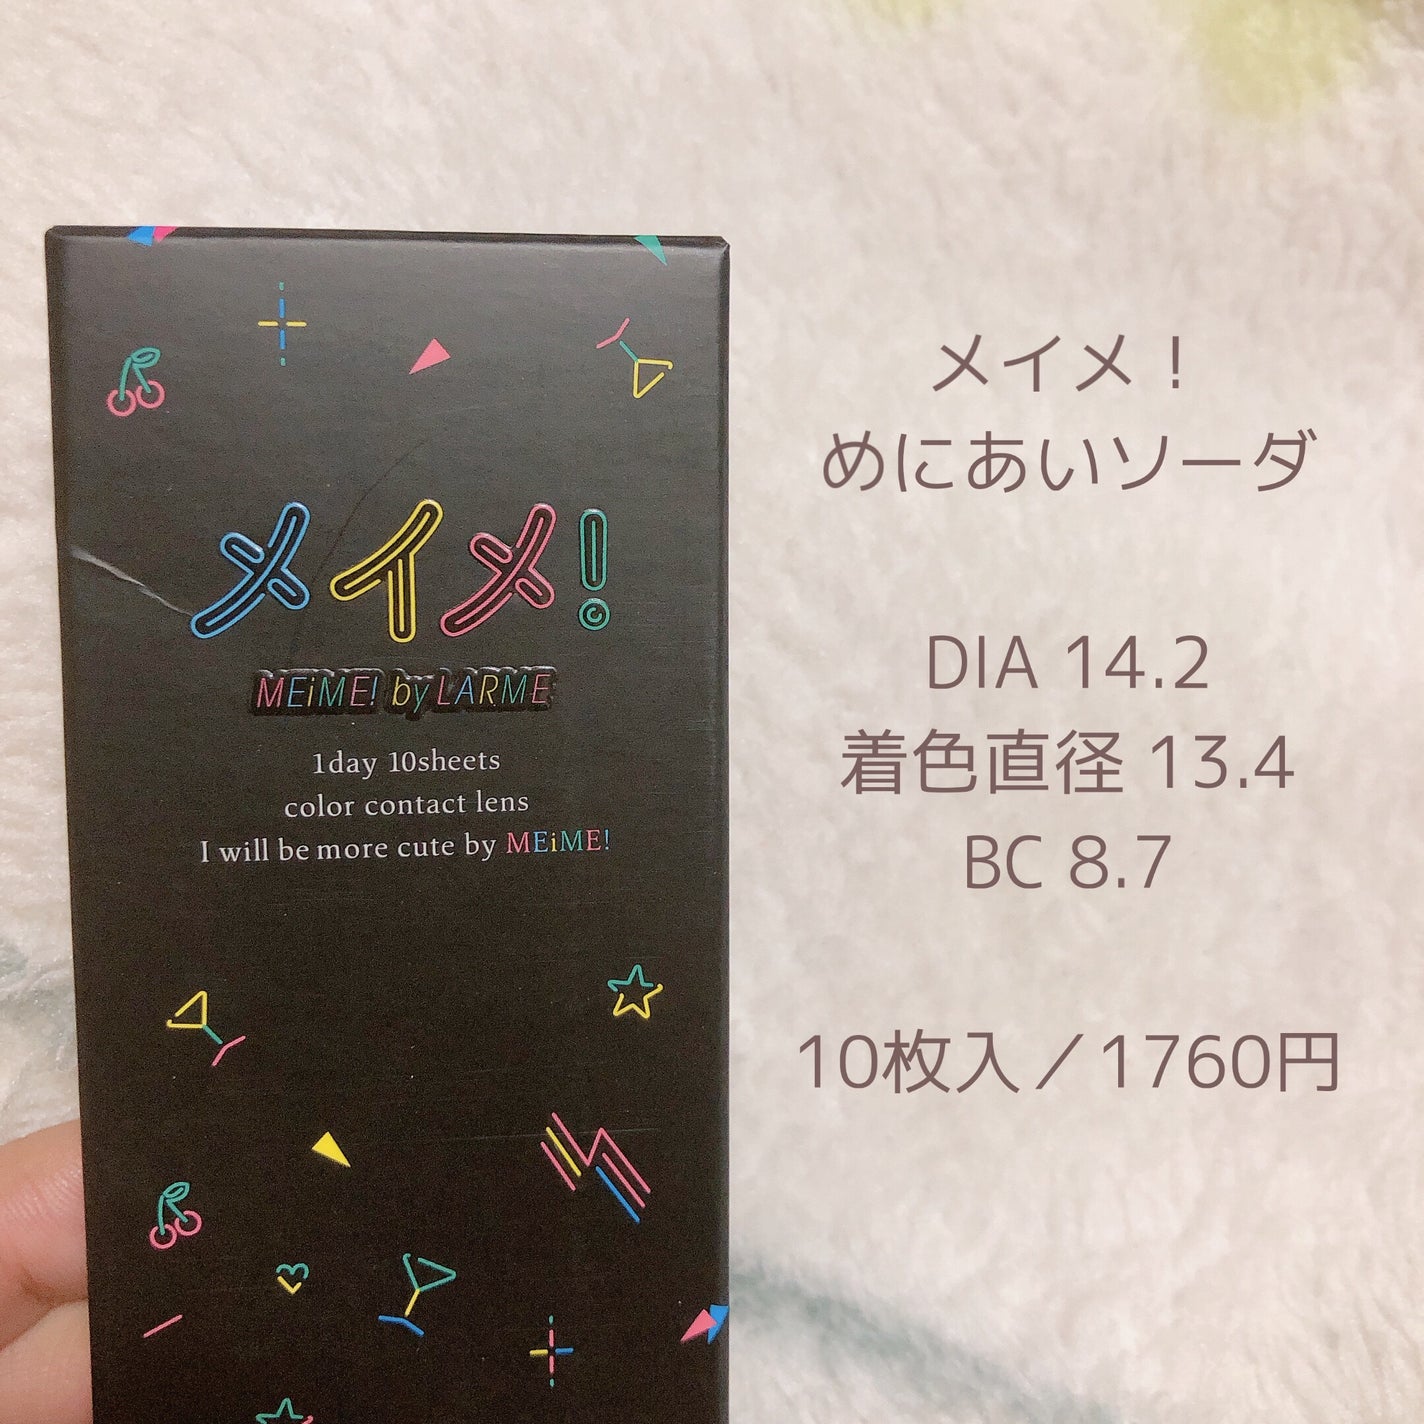 メイメ!
MEiME! by LARME
1day 10sheets
color contact lens
I will be more cute by MEiME!
メイメ！
めにあいソーダ
DIA 14.2
着色直径 13.4
BC 8.7
10枚入／1760円